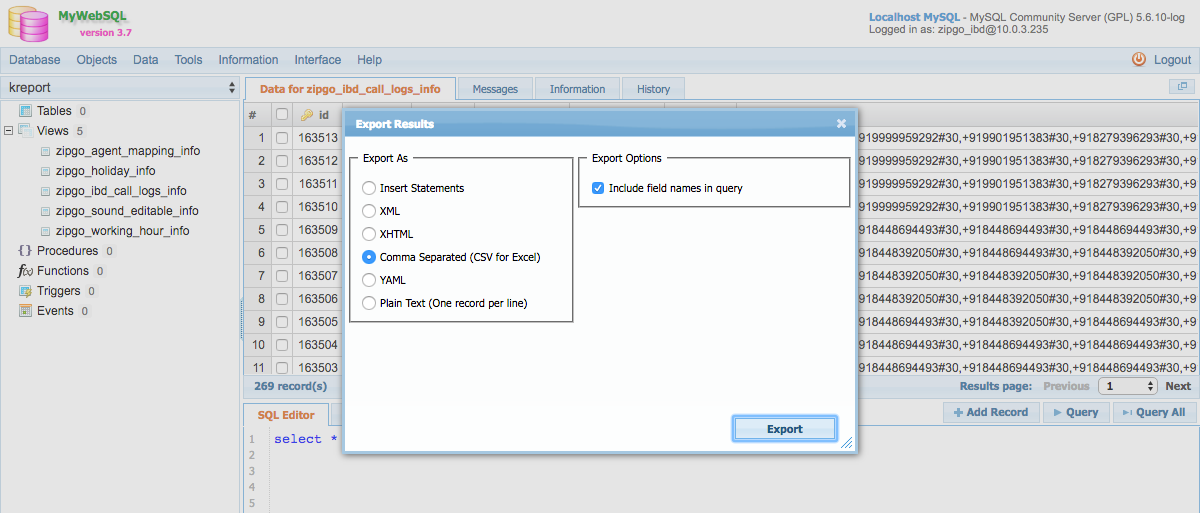 MyWebSQL
version 3.7
Localhost MySQL - MySQL Community Server (GPL) 5.6.10-log
Logged in as: zipgo_ibd@10.0.3.235
Database Objects Data Tools Information Interface Help Logout
kreport
Tables 0
Views 5
zipgo_agent_mapping_info
zipgo_holiday_info
zipgo_ibd_call_logs_info
zipgo_sound_editable_info
zipgo_working_hour_info
{} Procedures 0
f(x) Functions 0
Triggers 0
Events 0
Data for zipgo_ibd_call_logs_info Messages Information History
# id
1 163513 919999959292#30,+919901951383#30,+918279396293#30,+9
2 163512 919999959292#30,+919901951383#30,+918279396293#30,+9
3 163511 919999959292#30,+919901951383#30,+918279396293#30,+9
4 163510 919999959292#30,+919901951383#30,+918279396293#30,+9
5 163509 918448694493#30,+918448392050#30,+918448694493#30,+9
6 163508 918448392050#30,+918448694493#30,+918448392050#30,+9
7 163507 918448392050#30,+918448694493#30,+918448392050#30,+9
8 163506 918448392050#30,+918448694493#30,+918448392050#30,+9
9 163505 918448694493#30,+918448392050#30,+918448694493#30,+9
10 163504 918448694493#30,+918448392050#30,+918448694493#30,+9
11 163503 918448694493#30,+918448392050#30,+918448694493#30,+9
Export Results
Export As
Insert Statements
XML
XHTML
Comma Separated (CSV for Excel)
YAML
Plain Text (One record per line)
Export Options
Include field names in query
Export
269 record(s) Results page: Previous 1 Next
SQL Editor Add Record Query Query All
1 select *
2
3
4
5